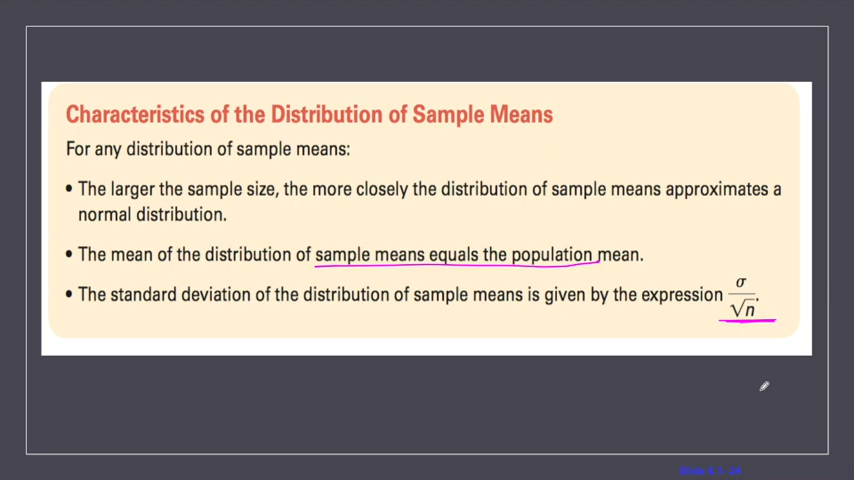 Characteristics of the Distribution of Sample Means
For any distribution of sample means:
• The larger the sample size, the more closely the distribution of sample means approximates a
normal distribution.
• The mean of the distribution of sample means equals the population mean.
• The standard deviation of the distribution of sample means is given by the expression σ/√n.